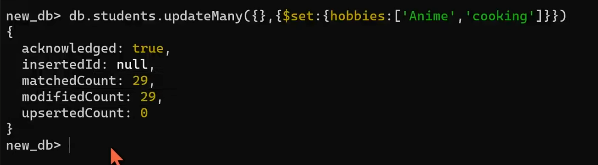 new_db> db.students.updateMany({},{$set:{hobbies:['Anime','cooking']}})
{
  acknowledged: true,
  insertedId: null,
  matchedCount: 29,
  modifiedCount: 29,
  upsertedCount: 0
}
new_db>